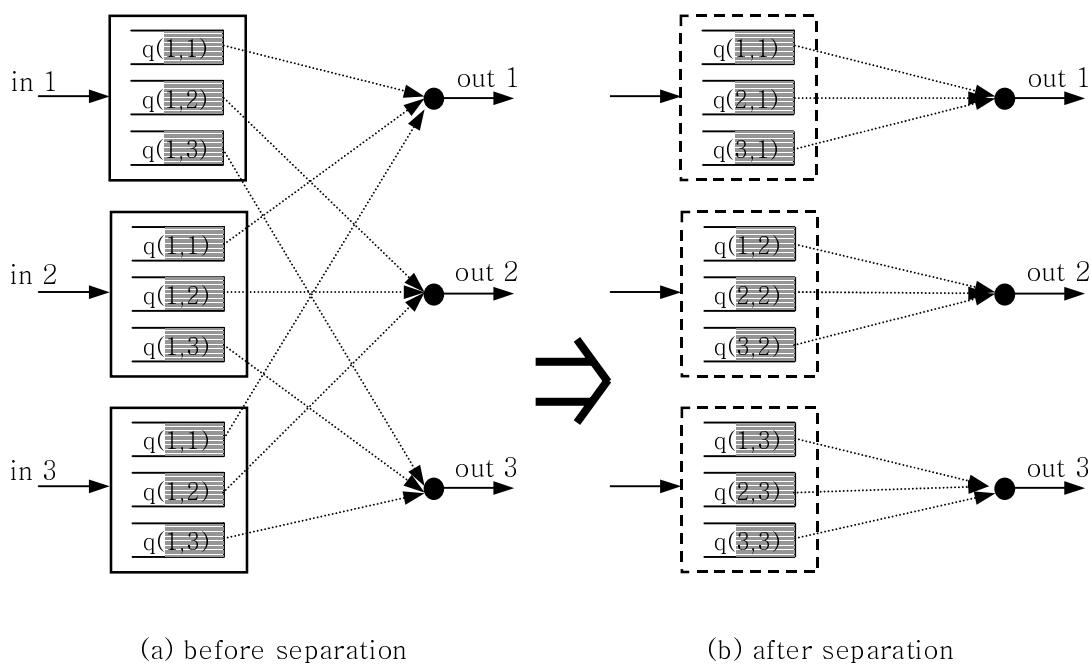 in 1
q(1,1)
q(1,2)
q(1,3)
out 1
in 2
q(1,1)
q(1,2)
q(1,3)
out 2
in 3
q(1,1)
q(1,2)
q(1,3)
out 3
(a) before separation
q(1,1)
q(2,1)
q(3,1)
out 1
q(1,2)
q(2,2)
q(3,2)
out 2
q(1,3)
q(2,3)
q(3,3)
out 3
(b) after separation